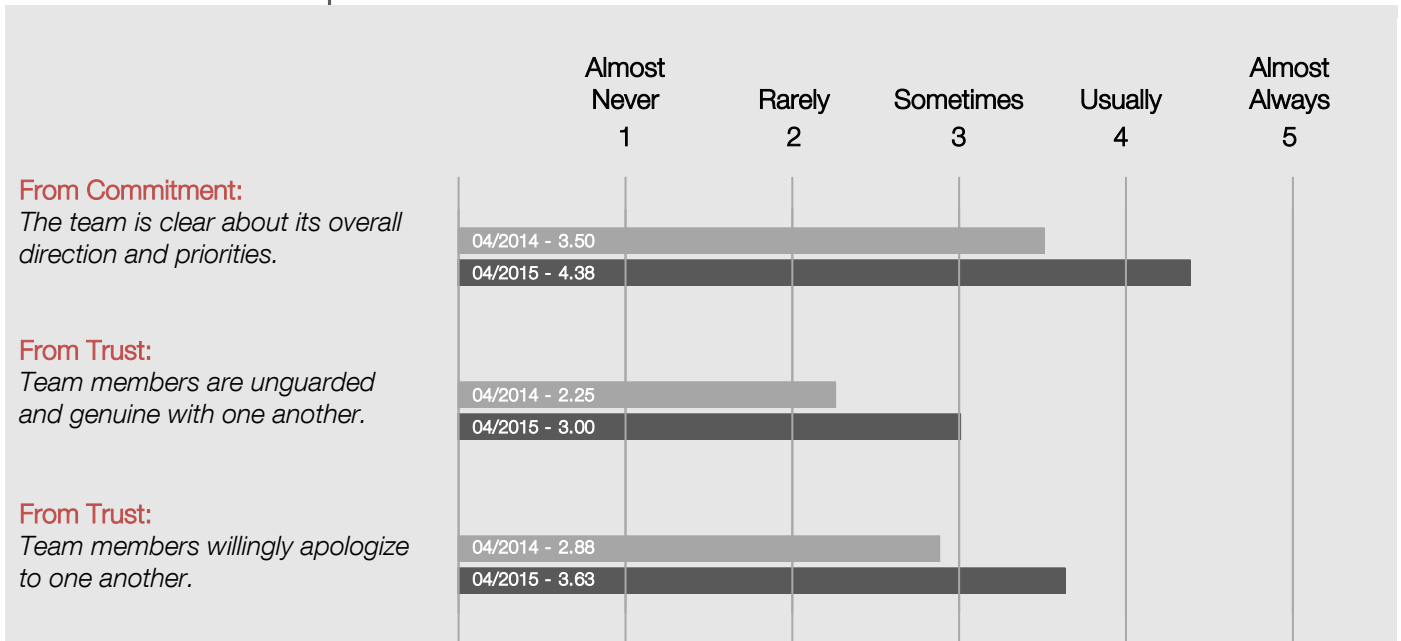 Almost
Never
1
Rarely
2
Sometimes
3
Usually
4
Almost
Always
5
From Commitment:
The team is clear about its overall
direction and priorities.
04/2014 - 3.50
04/2015 - 4.38
From Trust:
Team members are unguarded
and genuine with one another.
04/2014 - 2.25
04/2015 - 3.00
From Trust:
Team members willingly apologize
to one another.
04/2014 - 2.88
04/2015 - 3.63